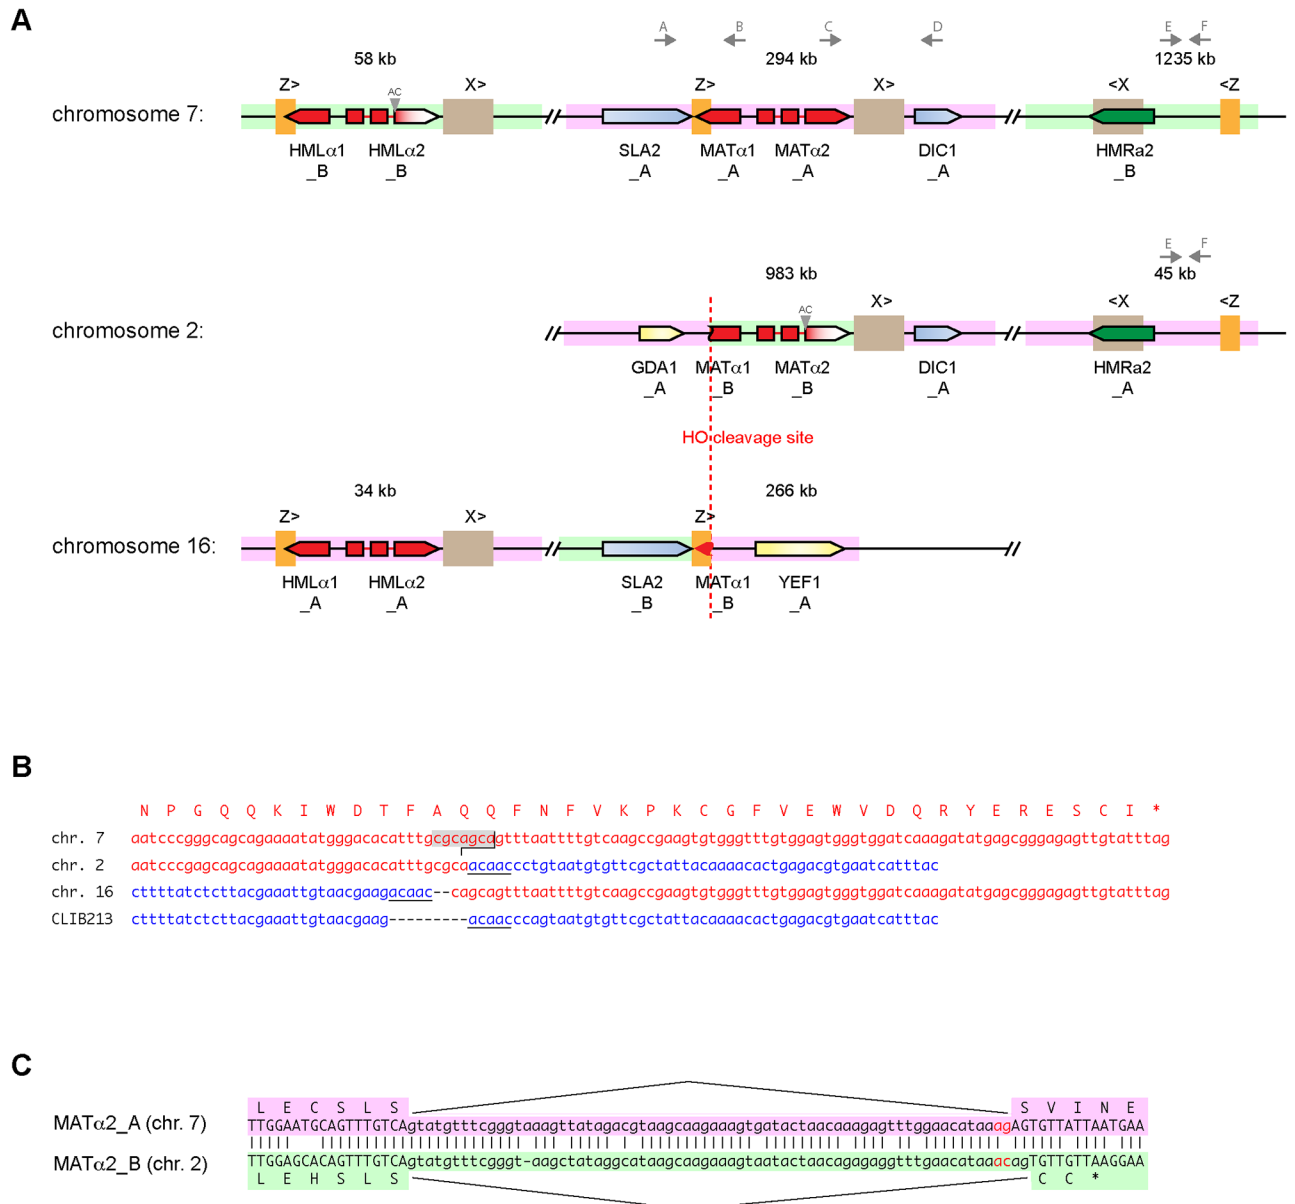 A
A B C D E F
58 kb 294 kb 1235 kb
Z> X> Z> X> <X <Z
AC
chromosome 7:
HMLα1 HMLα2 SLA2 MATα1 MATα2 DIC1 HMRa2
_B _B _A _A _A _A _B
E F
983 kb 45 kb
X> <X <Z
AC
chromosome 2:
GDA1 MATα1 MATα2 DIC1 HMRa2
_A _B _B _A _A
HO cleavage site
34 kb 266 kb
Z> X> Z>
chromosome 16:
HMLα1 HMLα2 SLA2 MATα1 YEF1
_A _A _B _B _A
B
N P G Q Q K I W D T F A Q Q F N F V K P K C G F V E W V D Q R Y E R E S C I *
chr. 7 aatcccgggcagcagaaaatatgggacacatttgcgcagcagtttaattttgtcaagccgaagtgtgggtttgtggagtgggtggatcaaagatatgagcgggagagttgtatttag
chr. 2 aatcccgggcagcagaaaatatgggacacatttgcgcaacaaccctgtaatgtgttcgctattacaaaacactgagacgtgaatcatttac
chr. 16 cttttatctcttacgaaattgtaacgaagacaac--cagcagtttaattttgtcaagccgaagtgtgggtttgtggagtgggtggatcaaagatatgagcgggagagttgtatttag
CLIB213 cttttatctcttacgaaattgtaacgaag---------acaacccagtaatgtgttcgctattacaaaacactgagacgtgaatcatttac
C
L E C S L S S V I N E
MATα2_A (chr. 7) TTGGAATGCAGTTTGTCAgtatgtttcgggtaaagttatagacgtaagcaagaaagtgatactaacaaagagtttggaacataaagAGTGTTATTAATGAA
MATα2_B (chr. 2) TTGGAGCACAGTTTGTCAgtatgtttcgggt-aagctataggcataagcaagaaagtaatactaacagagaggtttgaacataaacagTGTTGTTAAGGAA
L E H S L S C C *